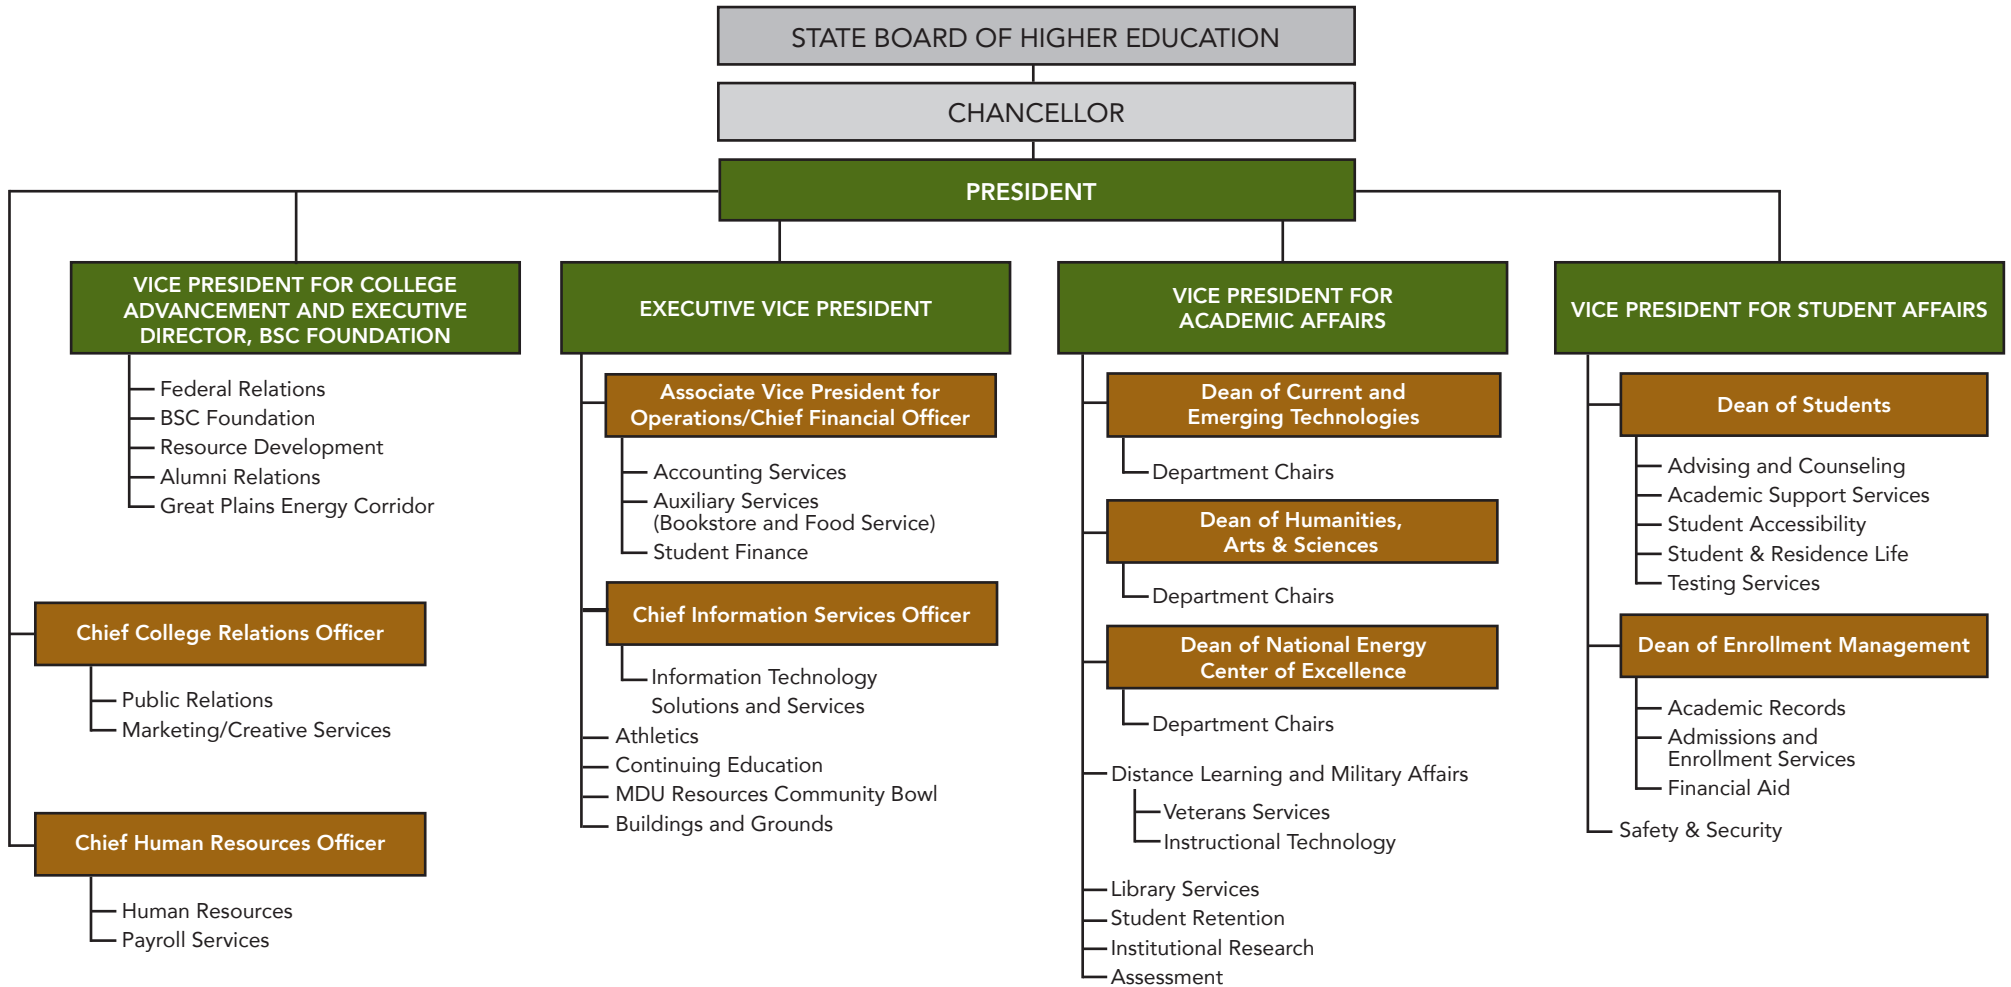 STATE BOARD OF HIGHER EDUCATION
CHANCELLOR
PRESIDENT
VICE PRESIDENT FOR COLLEGE
ADVANCEMENT AND EXECUTIVE
DIRECTOR, BSC FOUNDATION
Federal Relations
BSC Foundation
Resource Development
Alumni Relations
Great Plains Energy Corridor
Chief College Relations Officer
Public Relations
Marketing/Creative Services
Chief Human Resources Officer
Human Resources
Payroll Services
EXECUTIVE VICE PRESIDENT
Associate Vice President for
Operations/Chief Financial Officer
Accounting Services
Auxiliary Services
(Bookstore and Food Service)
Student Finance
Chief Information Services Officer
Information Technology
Solutions and Services
Athletics
Continuing Education
MDU Resources Community Bowl
Buildings and Grounds
VICE PRESIDENT FOR
ACADEMIC AFFAIRS
Dean of Current and
Emerging Technologies
Department Chairs
Dean of Humanities,
Arts & Sciences
Department Chairs
Dean of National Energy
Center of Excellence
Department Chairs
Distance Learning and Military Affairs
Veterans Services
Instructional Technology
Library Services
Student Retention
Institutional Research
Assessment
VICE PRESIDENT FOR STUDENT AFFAIRS
Dean of Students
Advising and Counseling
Academic Support Services
Student Accessibility
Student & Residence Life
Testing Services
Dean of Enrollment Management
Academic Records
Admissions and
Enrollment Services
Financial Aid
Safety & Security